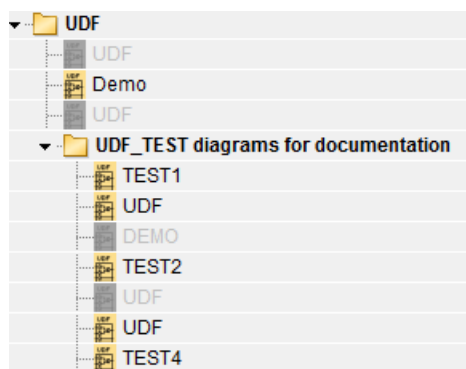 UDF
UDF
Demo
UDF
UDF_TEST diagrams for documentation
TEST1
UDF
DEMO
TEST2
UDF
UDF
TEST4